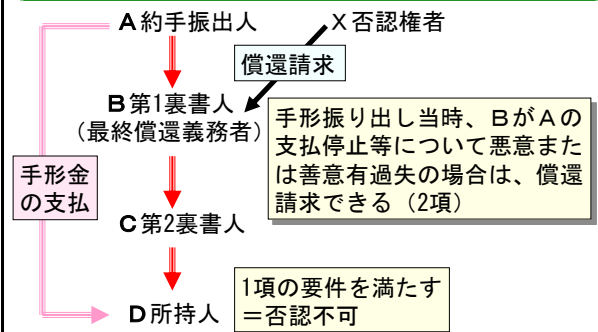 A約手振出人
X否認権者
償還請求
B第1裏書人
（最終償還義務者）
手形振り出し当時、BがAの
支払停止等について悪意また
は善意有過失の場合は、償還
請求できる（2項）
手形金
の支払
C第2裏書人
D所持人
1項の要件を満たす
＝否認不可